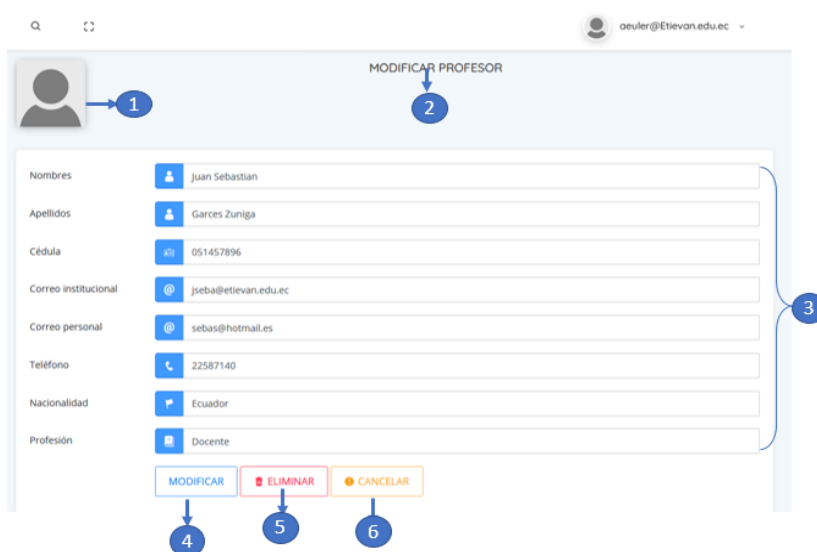 aeuler@Etievan.edu.ec
MODIFICAR PROFESOR
1
2
Nombres Juan Sebastian
Apellidos Garces Zuniga
Cédula 051457896
Correo institucional @ jseba@etievan.edu.ec
3
Correo personal @ sebas@hotmail.es
Teléfono 22587140
Nacionalidad Ecuador
Profesión Docente
MODIFICAR ELIMINAR CANCELAR
4 5 6